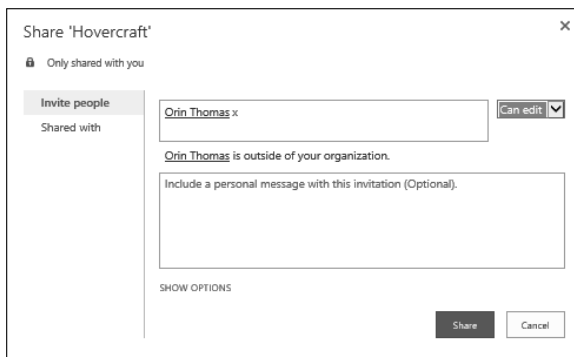 Share 'Hovercraft'
Only shared with you
Invite people
Shared with
Orin Thomas x
Can edit
Orin Thomas is outside of your organization.
Include a personal message with this invitation (Optional).
SHOW OPTIONS
Share
Cancel